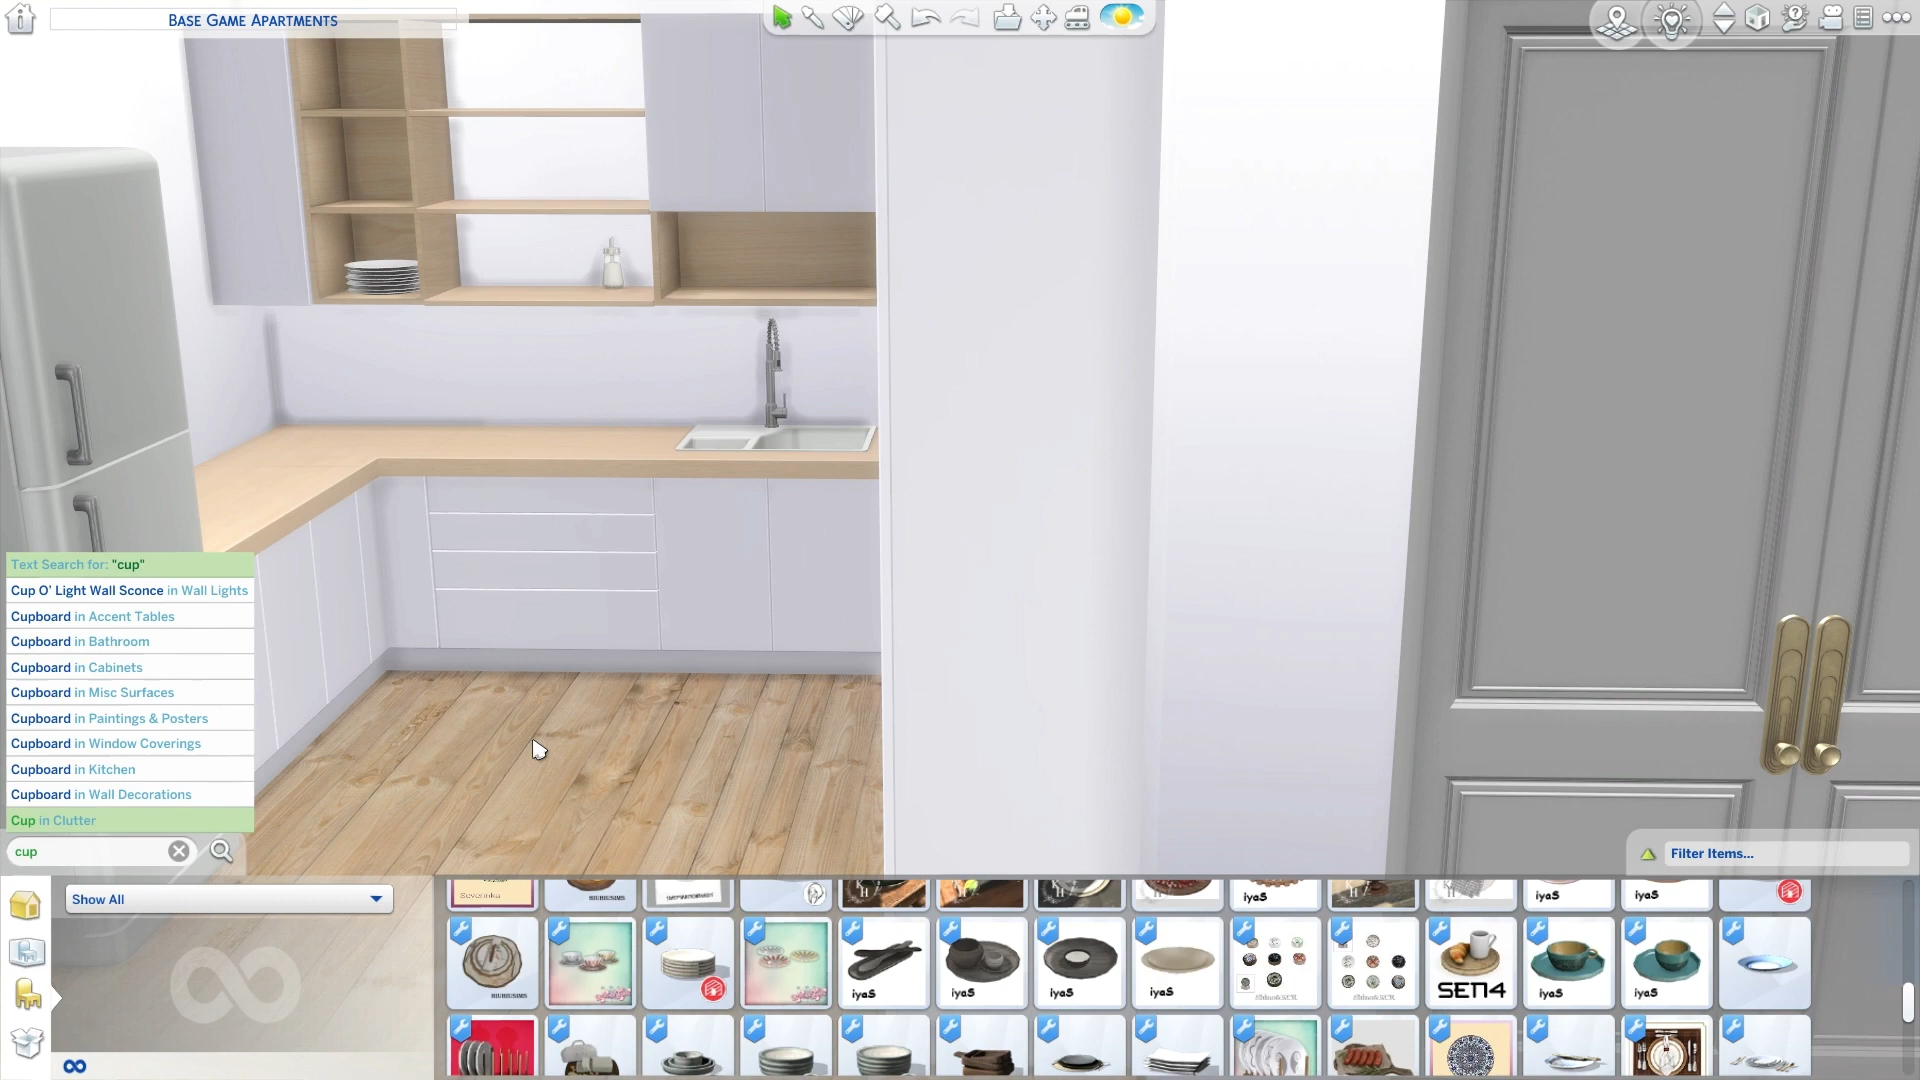 BASE GAME APARTMENTS
Text Search for: "cup"
Cup O' Light Wall Sconce in Wall Lights
Cupboard in Accent Tables
Cupboard in Bathroom
Cupboard in Cabinets
Cupboard in Misc Surfaces
Cupboard in Paintings & Posters
Cupboard in Window Coverings
Cupboard in Kitchen
Cupboard in Wall Decorations
Cup in Clutter
cup
Filter Items...
Show All
Severinka
iyaS
iyaS
iyaS
iyaS
iyaS
iyaS
iyaS
SETI4
iyaS
iyaS